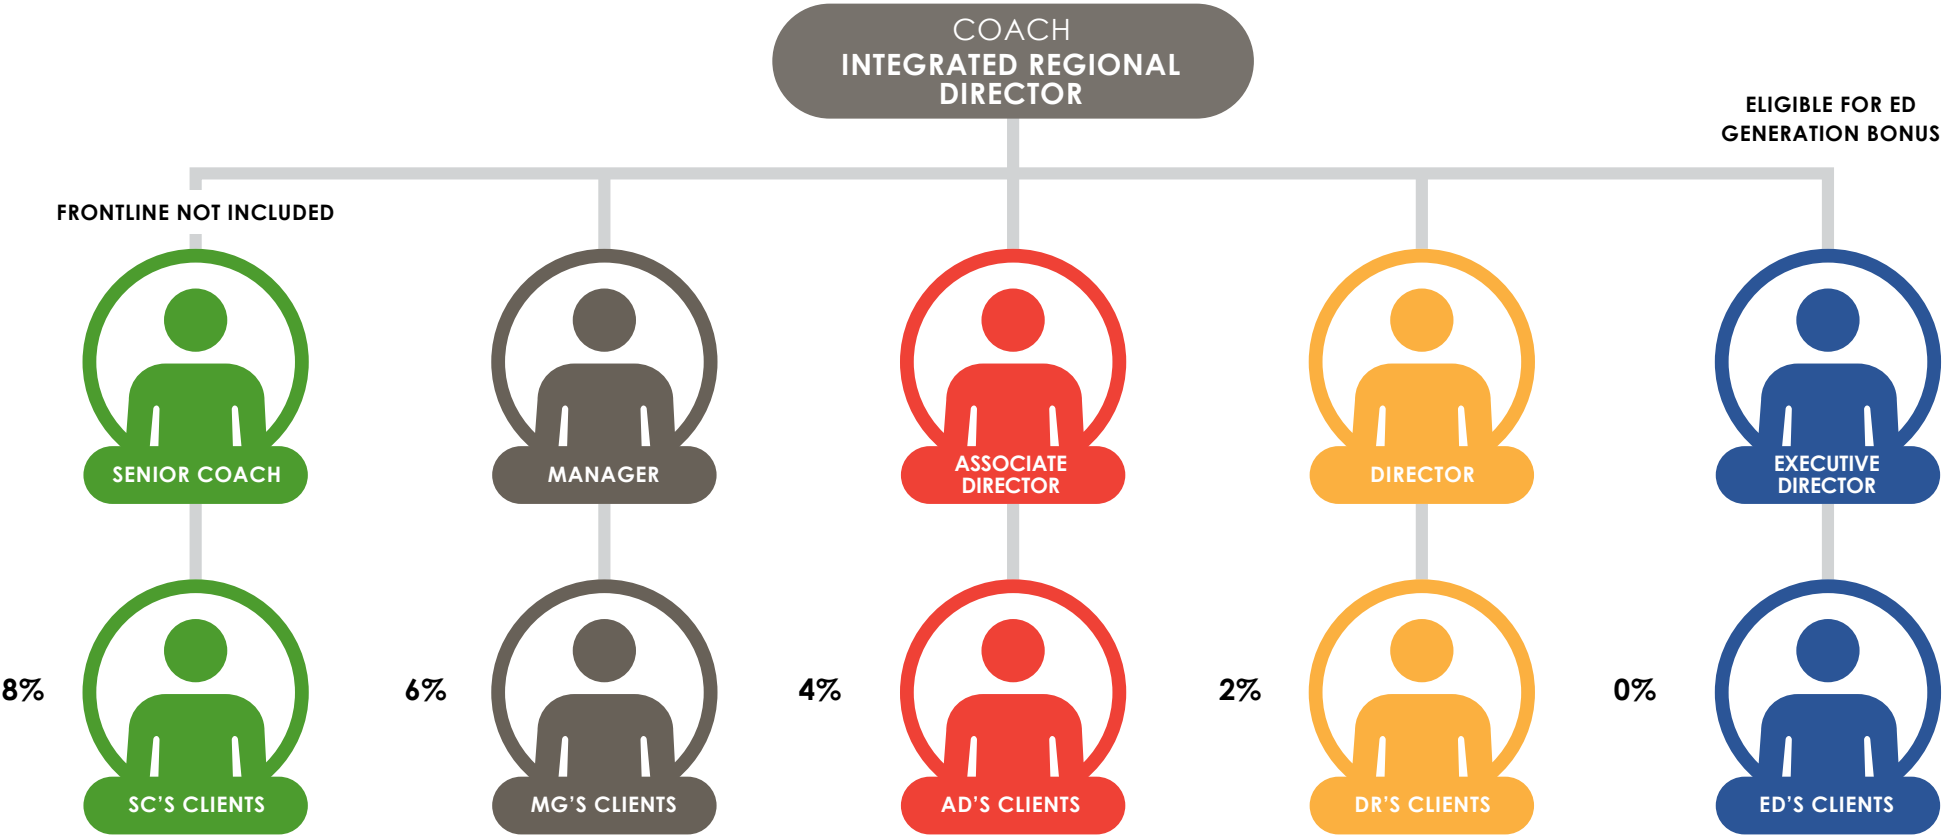 COACH
INTEGRATED REGIONAL
DIRECTOR
ELIGIBLE FOR ED
GENERATION BONUS
FRONTLINE NOT INCLUDED
SENIOR COACH
MANAGER
ASSOCIATE
DIRECTOR
DIRECTOR
EXECUTIVE
DIRECTOR
8%
6%
4%
2%
0%
SC’S CLIENTS
MG’S CLIENTS
AD’S CLIENTS
DR’S CLIENTS
ED’S CLIENTS